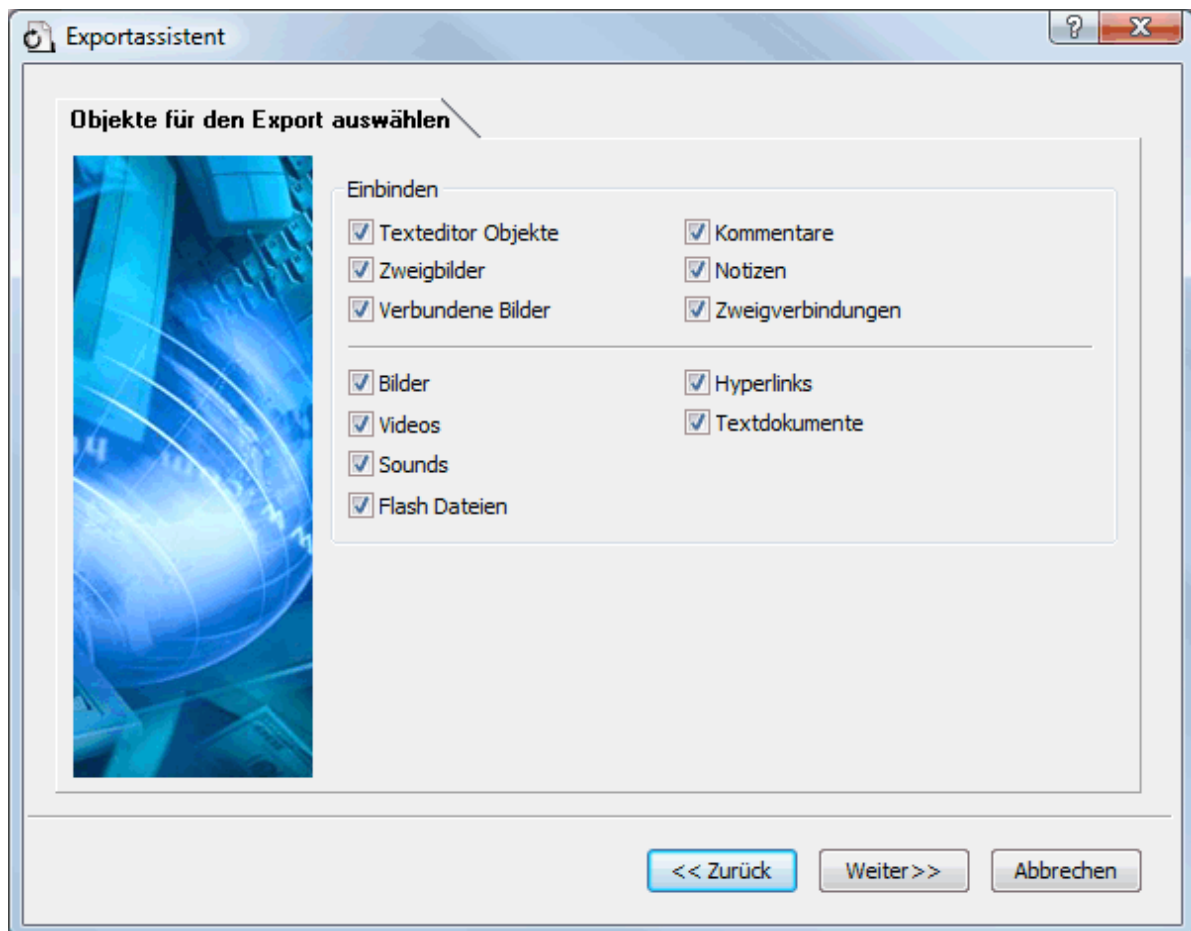 Exportassistent
Objekte für den Export auswählen
Einbinden
Texteditor Objekte
Kommentare
Zweigbilder
Notizen
Verbundene Bilder
Zweigverbindungen
Bilder
Hyperlinks
Videos
Textdokumente
Sounds
Flash Dateien
<< Zurück
Weiter>>
Abbrechen